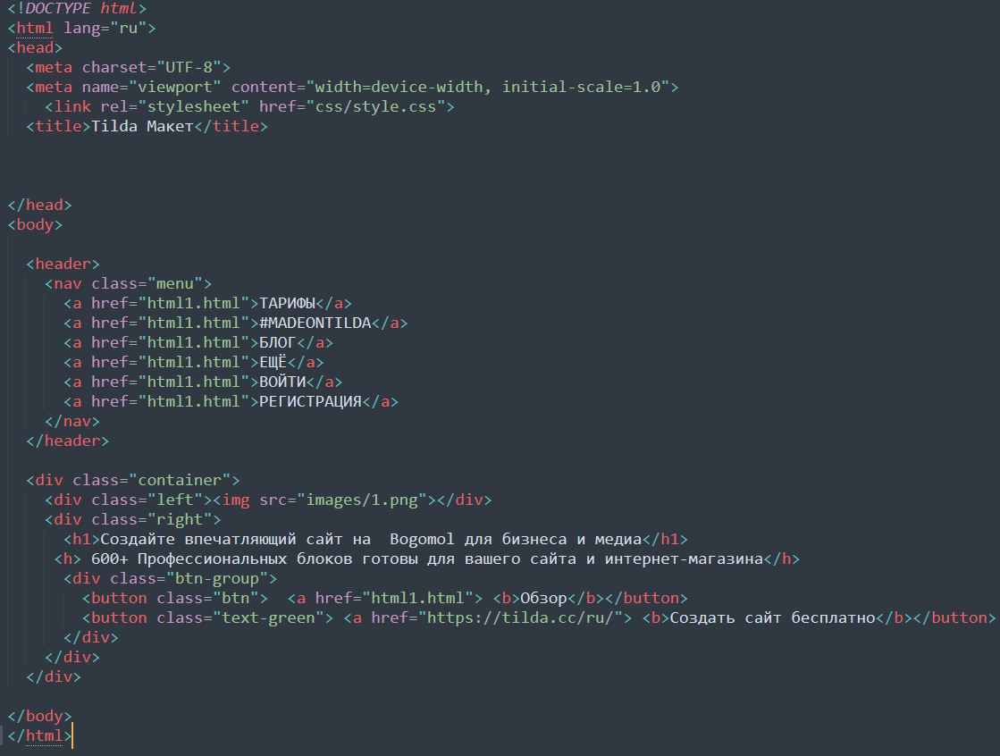 <!DOCTYPE html>
<html lang="ru">
<head>
<meta charset="UTF-8">
<meta name="viewport" content="width=device-width, initial-scale=1.0">
<link rel="stylesheet" href="css/style.css">
<title>Tilda Макет</title>
</head>
<body>
<header>
<nav class="menu">
<a href="html1.html">ТАРИФЫ</a>
<a href="html1.html">#MADEONTILDA</a>
<a href="html1.html">БЛОГ</a>
<a href="html1.html">ЕЩЁ</a>
<a href="html1.html">ВОЙТИ</a>
<a href="html1.html">РЕГИСТРАЦИЯ</a>
</nav>
</header>
<div class="container">
<div class="left"><img src="images/1.png"></div>
<div class="right">
<h1>Создайте впечатляющий сайт на  Bogomol для бизнеса и медиа</h1>
<h> 600+ Профессиональных блоков готовы для вашего сайта и интернет-магазина</h>
<div class="btn-group">
<button class="btn">  <a href="html1.html"> <b>Обзор</b></button>
<button class="text-green"> <a href="https://tilda.cc/ru/"> <b>Создать сайт бесплатно</b></button>
</div>
</div>
</div>
</body>
</html>